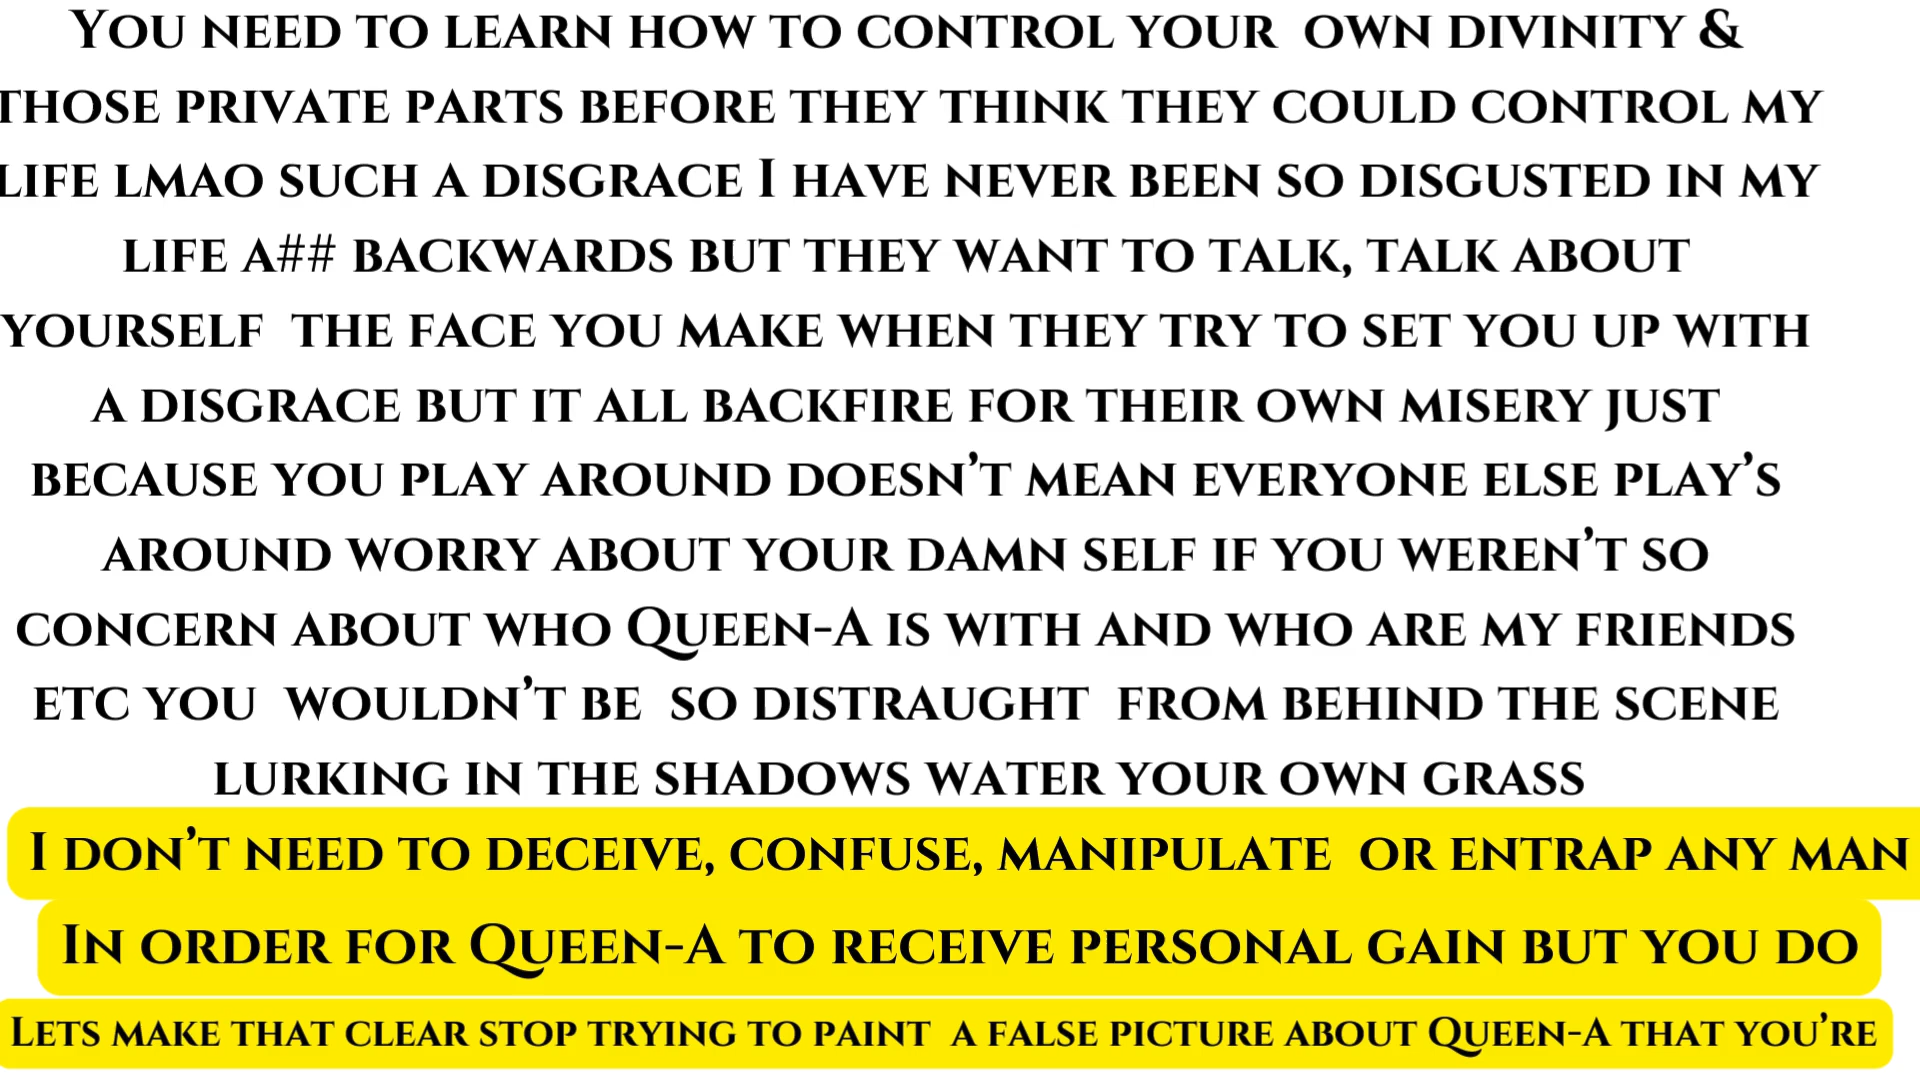 You need to learn how to control your  own divinity &
those private parts before they think they could control my
life lmao such a disgrace I have never been so disgusted in my
life a## backwards but they want to talk, talk about
yourself  the face you make when they try to set you up with
a disgrace but it all backfire for their own misery just
because you play around doesn’t mean everyone else play’s
around worry about your damn self if you weren’t so
concern about who Queen-A is with and who are my friends
etc you  wouldn’t be  so distraught  from behind the scene
lurking in the shadows water your own grass
I don’t need to deceive, confuse, manipulate  or entrap any man
In order for Queen-A to receive personal gain but you do
Lets make that clear stop trying to paint  a false picture about Queen-A that you’re